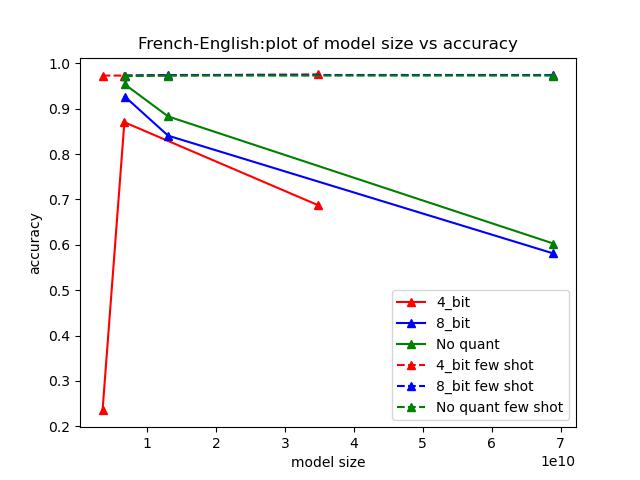 French-English:plot of model size vs accuracy
1.0
0.9
0.8
0.7
0.6
0.5
0.4
0.3
0.2
accuracy
4_bit
8_bit
No quant
4_bit few shot
8_bit few shot
No quant few shot
1 2 3 4 5 6 7
1e10
model size